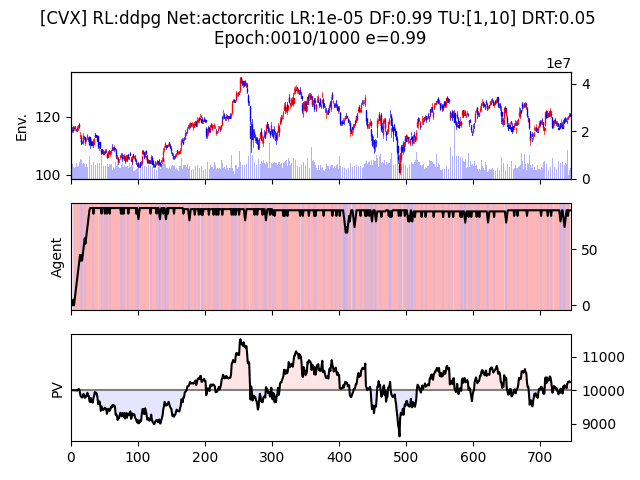 [CVX] RL:ddpg Net:actorcritic LR:1e-05 DF:0.99 TU:[1,10] DRT:0.05
Epoch:0010/1000 e=0.99
1e7
Env.
120
100
4
2
0
Agent
50
0
PV
11000
10000
9000
0 100 200 300 400 500 600 700